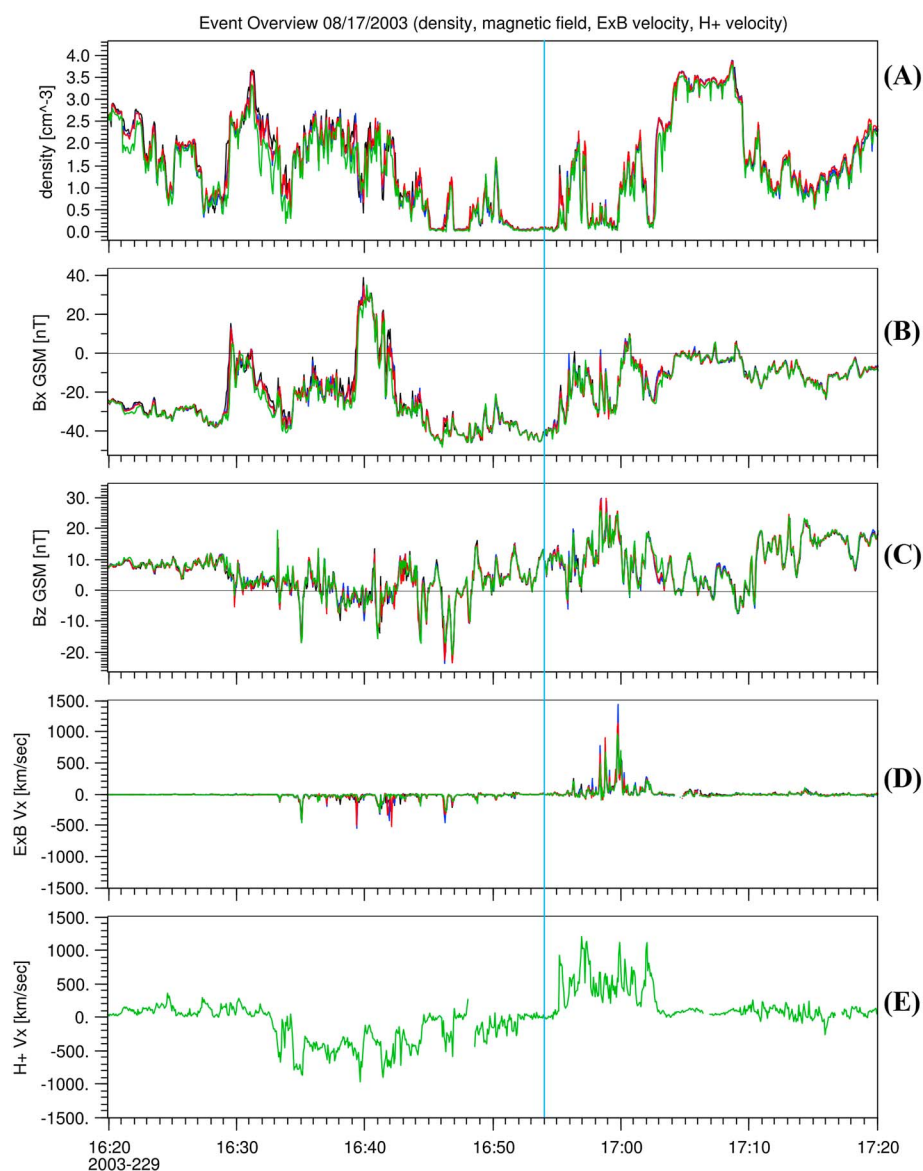 Event Overview 08/17/2003 (density, magnetic field, ExB velocity, H+ velocity)
(A)
density [cm^-3]
4.0
3.5
3.0
2.5
2.0
1.5
1.0
0.5
0.0
(B)
Bx GSM [nT]
40.
20.
0.
-20.
-40.
(C)
Bz GSM [nT]
30.
20.
10.
0.
-10.
-20.
(D)
ExB Vx [km/sec]
1500.
1000.
500.
0.
-500.
-1000.
-1500.
(E)
H+ Vx [km/sec]
1500.
1000.
500.
0.
-500.
-1000.
-1500.
16:20 16:30 16:40 16:50 17:00 17:10 17:20
2003-229